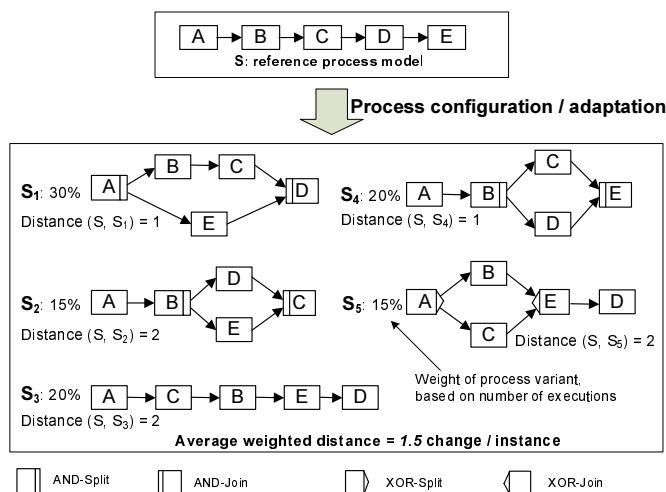 A B C D E
S: reference process model
Process configuration / adaptation
S1: 30%
A B C D E
Distance (S, S1) = 1
S4: 20%
A B C D E
Distance (S, S4) = 1
S2: 15%
A B D E C
Distance (S, S2) = 2
S5: 15%
A B C E D
Distance (S, S5) = 2
Weight of process variant,
based on number of executions
S3: 20%
A C B E D
Distance (S, S3) = 2
Average weighted distance = 1.5 change / instance
AND-Split AND-Join XOR-Split XOR-Join